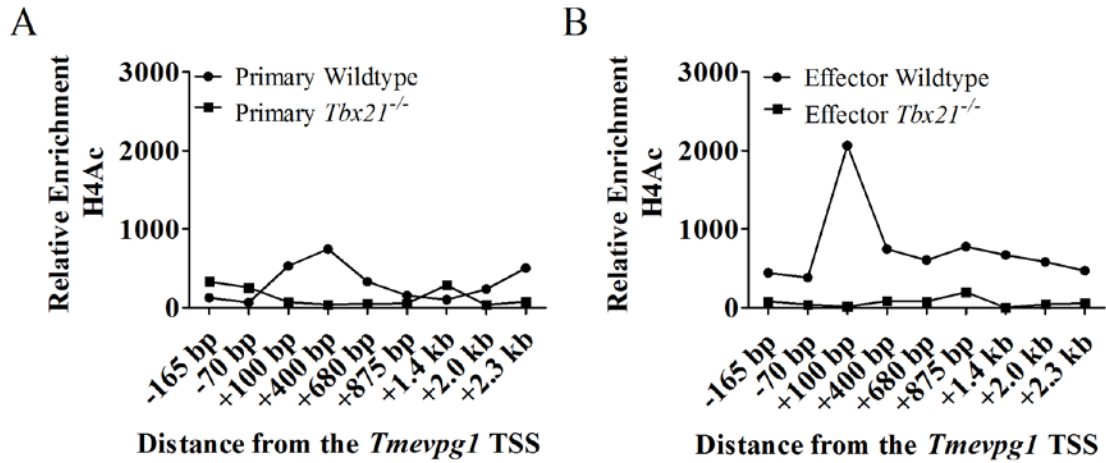 A
Relative Enrichment
H4Ac
3000
2000
1000
0
Primary Wildtype
Primary Tbx21-/-
-165 bp
-70 bp
+100 bp
+400 bp
+680 bp
+875 bp
+1.4 kb
+2.0 kb
+2.3 kb
Distance from the Tmevpg1 TSS
B
Relative Enrichment
H4Ac
3000
2000
1000
0
Effector Wildtype
Effector Tbx21-/-
-165 bp
-70 bp
+100 bp
+400 bp
+680 bp
+875 bp
+1.4 kb
+2.0 kb
+2.3 kb
Distance from the Tmevpg1 TSS